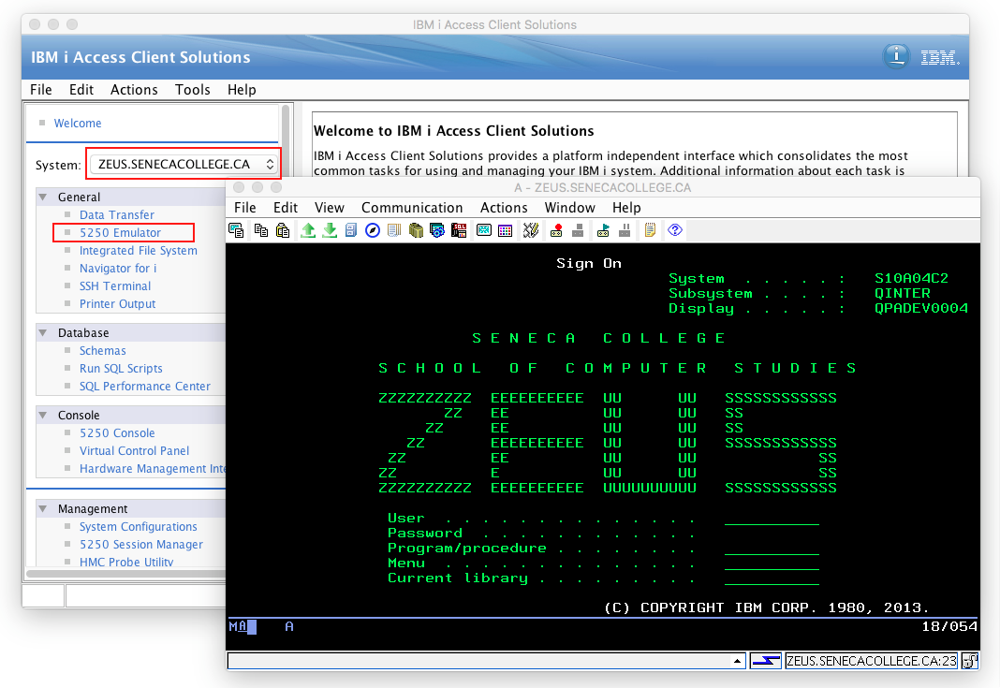 IBM i Access Client Solutions
IBM i Access Client Solutions
IBM.
File Edit Actions Tools Help
Welcome
System: ZEUS.SENECACOLLEGE.CA
General
Data Transfer
5250 Emulator
Integrated File System
Navigator for i
SSH Terminal
Printer Output
Database
Schemas
Run SQL Scripts
SQL Performance Center
Console
5250 Console
Virtual Control Panel
Hardware Management Inte
Management
System Configurations
5250 Session Manager
HMC Probe Utility
Welcome to IBM i Access Client Solutions
IBM i Access Client Solutions provides a platform independent interface which consolidates the most
common tasks for using and managing your IBM i system. Additional information about each task is
A - ZEUS.SENECACOLLEGE.CA
File Edit View Communication Actions Window Help
Sign On
System . . . . . : S10A04C2
Subsystem . . . . : QINTER
Display . . . . . : QPADEV0004
S E N E C A C O L L E G E
S C H O O L O F C O M P U T E R S T U D I E S
ZZZZZZZZZZ EEEEEEEEEE UU UU SSSSSSSSSSSS
ZZ EE UU UU SS
ZZ EE UU UU SS
ZZ EEEEEEEEEE UU UU SSSSSSSSSSSS
ZZ EE UU UU SS
ZZ E UU UU SS
ZZZZZZZZZZ EEEEEEEEEE UUUUUUUUUU SSSSSSSSSSSS
User . . . . . . . . . . . . . .
Password . . . . . . . . . . . .
Program/procedure . . . . . . . .
Menu . . . . . . . . . . . . . .
Current library . . . . . . . . .
(C) COPYRIGHT IBM CORP. 1980, 2013.
MA A 18/054
ZEUS.SENECACOLLEGE.CA:23